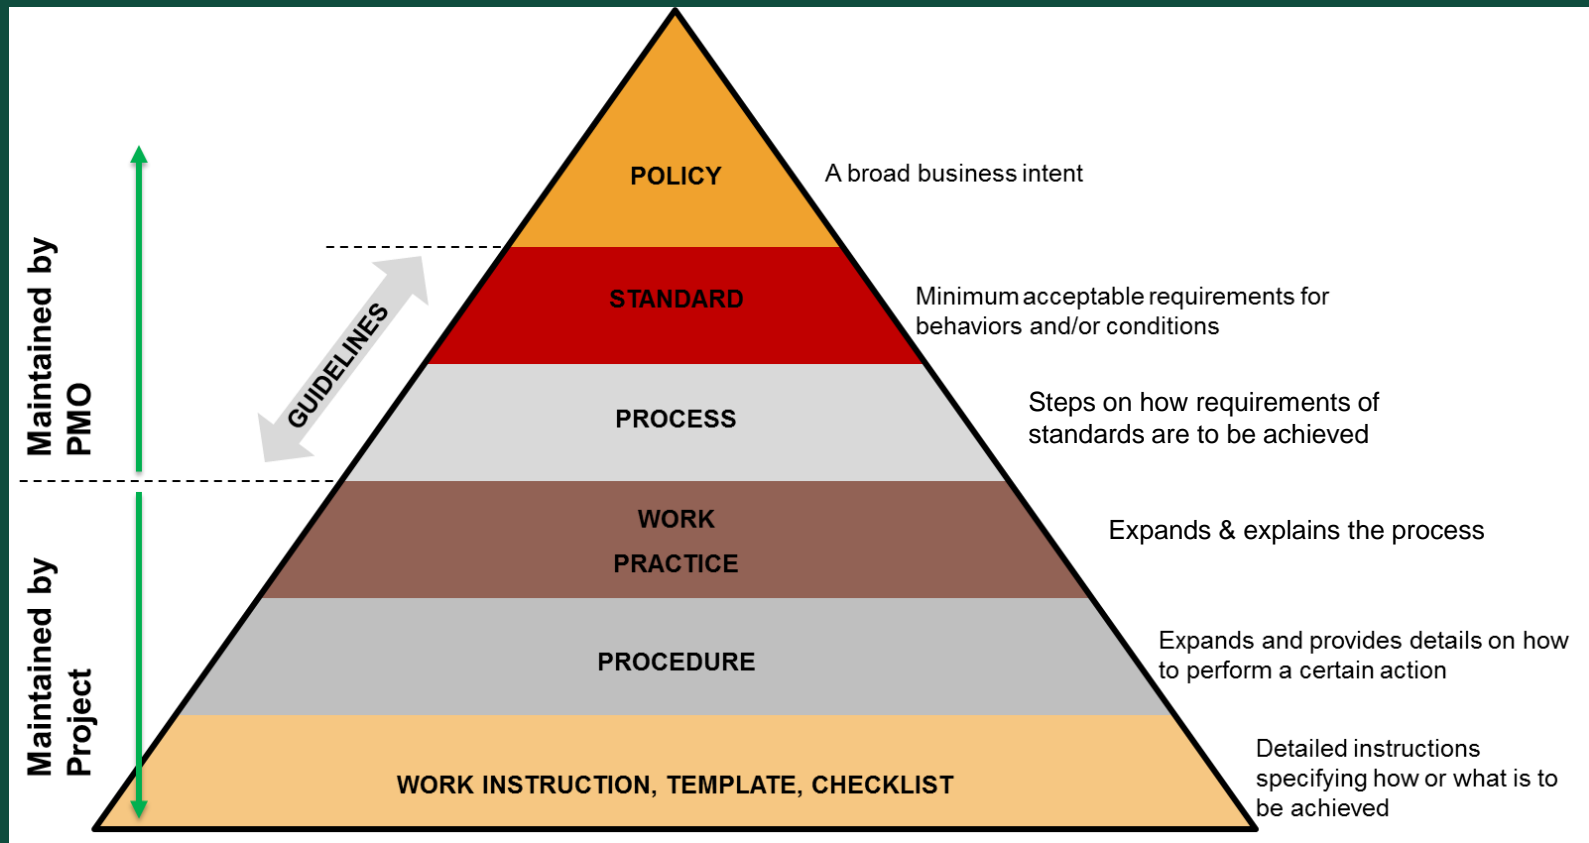 POLICY
A broad business intent
STANDARD
Minimum acceptable requirements for
behaviors and/or conditions
GUIDELINES
Maintained by
PMO
PROCESS
Steps on how requirements of
standards are to be achieved
WORK
PRACTICE
Expands & explains the process
Maintained by
Project
PROCEDURE
Expands and provides details on how
to perform a certain action
WORK INSTRUCTION, TEMPLATE, CHECKLIST
Detailed instructions
specifying how or what is to
be achieved